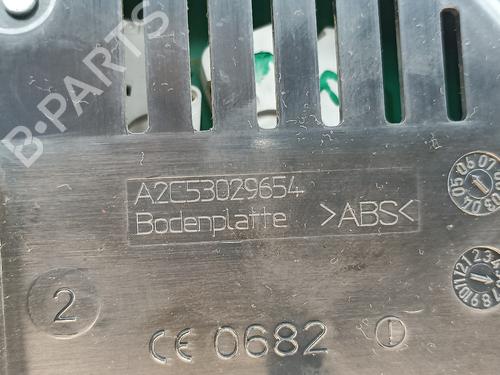 B-PARTS
A2C53029654
Bodenplatte >ABS<
2
CE 0682